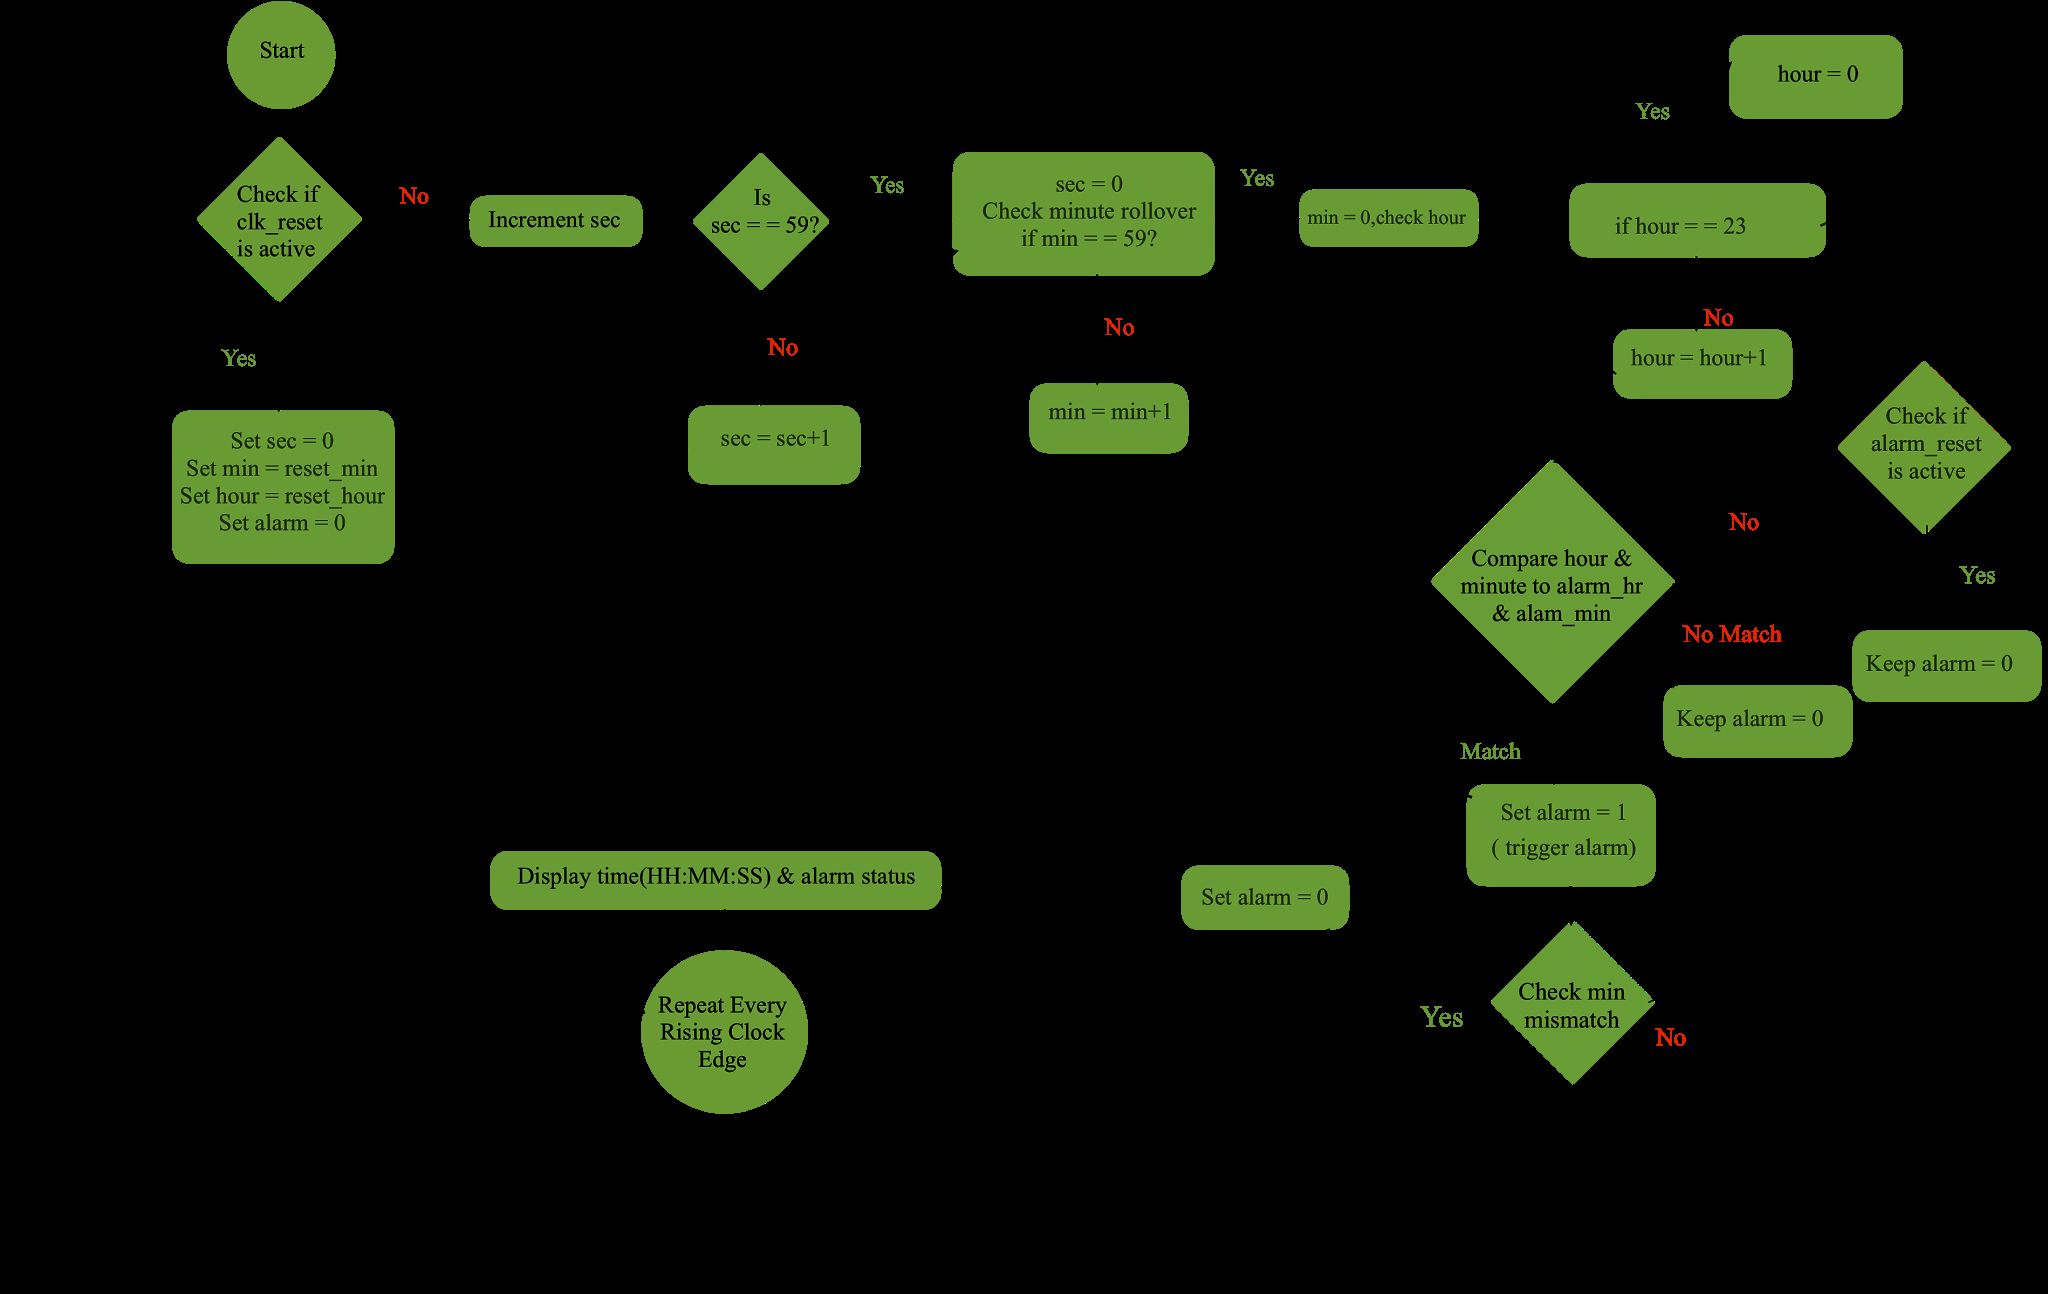 Start
hour = 0
Yes
Check if
clk_reset
is active
No
Increment sec
Is
sec = = 59?
Yes
sec = 0
Check minute rollover
if min = = 59?
Yes
min = 0,check hour
if hour = = 23
No
No
No
Yes
hour = hour+1
min = min+1
sec = sec+1
Set sec = 0
Set min = reset_min
Set hour = reset_hour
Set alarm = 0
Check if
alarm_reset
is active
No
Yes
Compare hour &
minute to alarm_hr
& alam_min
No Match
Keep alarm = 0
Keep alarm = 0
Match
Set alarm = 1
( trigger alarm)
Set alarm = 0
Display time(HH:MM:SS) & alarm status
Check min
mismatch
Yes
No
Repeat Every
Rising Clock
Edge